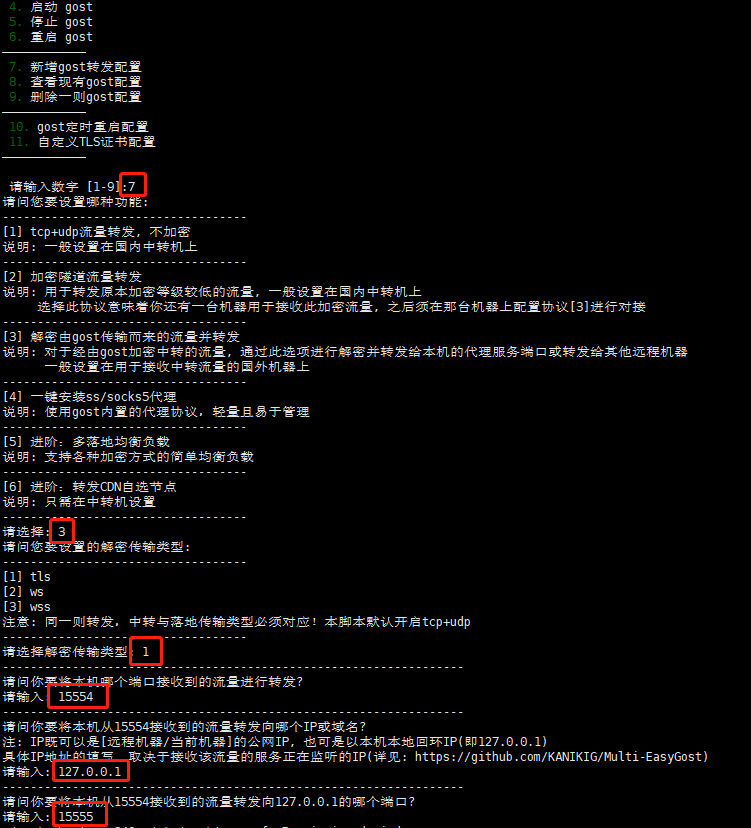 4. 启动 gost
5. 停止 gost
6. 重启 gost
————————————
7. 新增gost转发配置
8. 查看现有gost配置
9. 删除一则gost配置
————————————
10. gost定时重启配置
11. 自定义TLS证书配置
————————————
请输入数字 [1-9]:7
请问您要设置哪种功能:
-----------------------------------
[1] tcp+udp流量转发, 不加密
说明: 一般设置在国内中转机上
-----------------------------------
[2] 加密隧道流量转发
说明: 用于转发原本加密等级较低的流量, 一般设置在国内中转机上
选择此协议意味着你还有一台机器用于接收此加密流量, 之后须在那台机器上配置协议[3]进行对接
-----------------------------------
[3] 解密由gost传输而来的流量并转发
说明: 对于经由gost加密中转的流量, 通过此选项进行解密并转发给本机的代理服务端口或转发给其他远程机器
一般设置在用于接收中转流量的国外机器上
-----------------------------------
[4] 一键安装ss/socks5代理
说明: 使用gost内置的代理协议，轻量且易于管理
-----------------------------------
[5] 进阶：多落地均衡负载
说明: 支持各种加密方式的简单均衡负载
-----------------------------------
[6] 进阶：转发CDN自选节点
说明: 只需在中转机设置
-----------------------------------
请选择: 3
请问您要设置的解密传输类型:
-----------------------------------
[1] tls
[2] ws
[3] wss
注意: 同一则转发，中转与落地传输类型必须对应！本脚本默认开启tcp+udp
-----------------------------------
请选择解密传输类型: 1
------------------------------------------------------------------
请问你要将本机哪个端口接收到的流量进行转发?
请输入: 15554
------------------------------------------------------------------
请问你要将本机从15554接收到的流量转发向哪个IP或域名?
注: IP既可以是[远程机器/当前机器]的公网IP, 也可是以本机本地回环IP(即127.0.0.1)
具体IP地址的填写, 取决于接收该流量的服务正在监听的IP(详见: https://github.com/KANIKIG/Multi-EasyGost)
请输入: 127.0.0.1
------------------------------------------------------------------
请问你要将本机从15554接收到的流量转发向127.0.0.1的哪个端口?
请输入: 15555